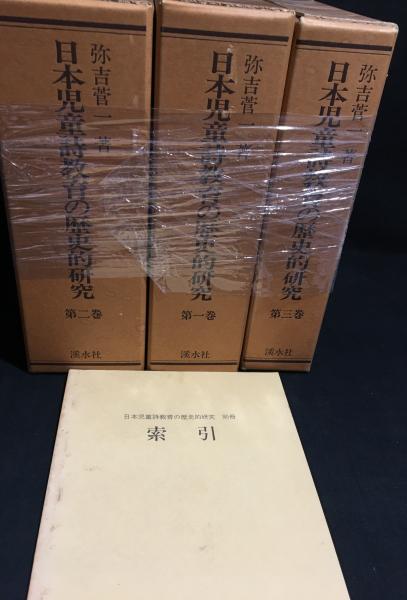 弥吉菅一著
日本児童詩教育の歴史的研究
第二巻
溪水社
弥吉菅一著
日本児童詩教育の歴史的研究
第一巻
溪水社
弥吉菅一著
日本児童詩教育の歴史的研究
第三巻
溪水社
日本児童詩教育の歴史的研究 別冊
索引